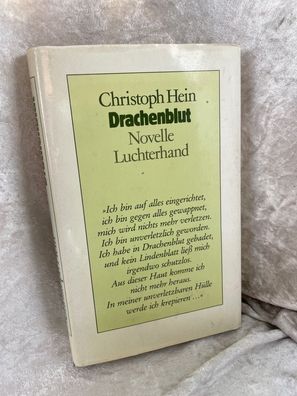 Christoph Hein
Drachenblut
Novelle
Luchterhand
»Ich bin auf alles eingerichtet,
ich bin gegen alles gewappnet,
mich wird nichts mehr verletzen.
Ich bin unverletzlich geworden.
Ich habe in Drachenblut gebadet,
und kein Lindenblatt ließ mich
irgendwo schutzlos.
Aus dieser Haut komme ich
nicht mehr heraus.
In meiner unverletzbaren Hülle
werde ich krepieren ...«